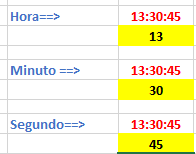 Hora==> 13:30:45
13
Minuto ==> 13:30:45
30
Segundo==> 13:30:45
45